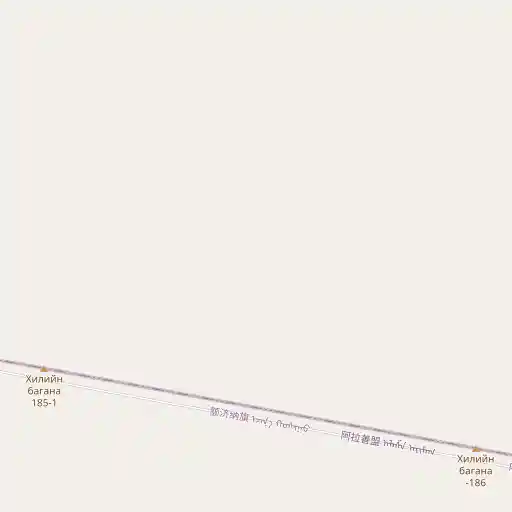 Хилийн
багана
185-1
额济纳旗
阿拉善盟
Хилийн
багана
-186